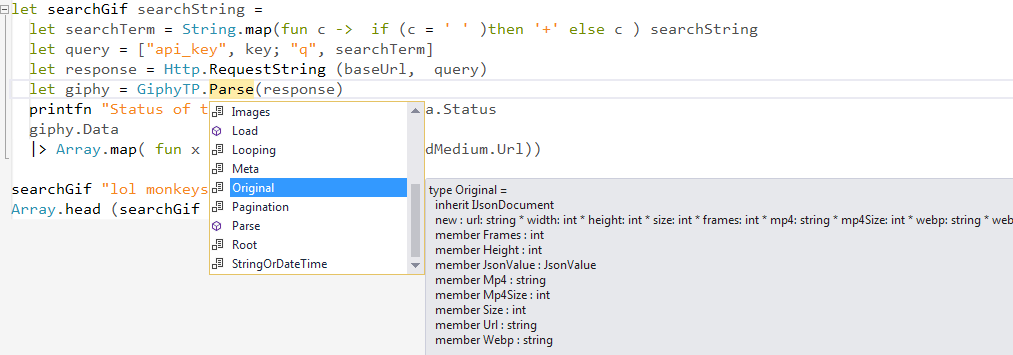 let searchGif searchString =
let searchTerm = String.map(fun c -> if (c = ' ' )then '+' else c ) searchString
let query = ["api_key", key; "q", searchTerm]
let response = Http.RequestString (baseUrl, query)
let giphy = GiphyTP.Parse(response)
printfn "Status of t a.Status
giphy.Data
|> Array.map( fun x dMedium.Url))
searchGif "lol monkeys
Array.head (searchGif
Images
Load
Looping
Meta
Original
Pagination
Parse
Root
StringOrDateTime
type Original =
inherit IJsonDocument
new : url: string * width: int * height: int * size: int * frames: int * mp4: string * mp4Size: int * webp: string * web
member Frames : int
member Height : int
member JsonValue : JsonValue
member Mp4 : string
member Mp4Size : int
member Size : int
member Url : string
member Webp : string